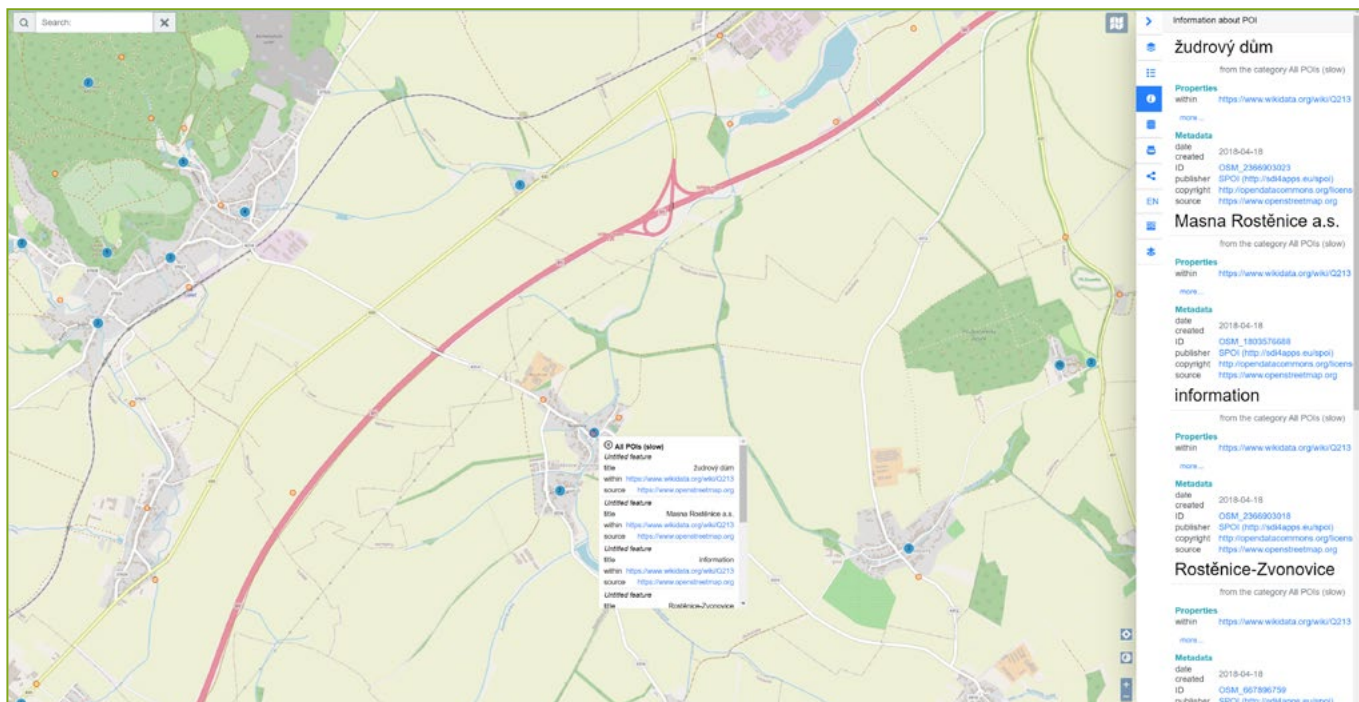 Search:
All POIs (slow)
Untitled feature
title žudrový dům
within https://www.wikidata.org/wiki/Q213
source https://www.openstreetmap.org
Untitled feature
title Masna Rostěnice a.s.
within https://www.wikidata.org/wiki/Q213
source https://www.openstreetmap.org
Untitled feature
title information
within https://www.wikidata.org/wiki/Q213
source https://www.openstreetmap.org
Untitled feature
title Rostěnice-Zvonovice
EN
Information about POI
žudrový dům
from the category All POIs (slow)
Properties
within https://www.wikidata.org/wiki/Q213
more...
Metadata
date
created 2018-04-18
ID OSM_2366903023
publisher SPOI (http://sdi4apps.eu/spoi)
copyright http://opendatacommons.org/licens
source https://www.openstreetmap.org
Masna Rostěnice a.s.
from the category All POIs (slow)
Properties
within https://www.wikidata.org/wiki/Q213
more...
Metadata
date
created 2018-04-18
ID OSM_1803576688
publisher SPOI (http://sdi4apps.eu/spoi)
copyright http://opendatacommons.org/licens
source https://www.openstreetmap.org
information
from the category All POIs (slow)
Properties
within https://www.wikidata.org/wiki/Q213
more...
Metadata
date
created 2018-04-18
ID OSM_2366903018
publisher SPOI (http://sdi4apps.eu/spoi)
copyright http://opendatacommons.org/licens
source https://www.openstreetmap.org
Rostěnice-Zvonovice
from the category All POIs (slow)
Properties
within https://www.wikidata.org/wiki/Q213
more...
Metadata
date
created 2018-04-18
ID OSM_667896759
publisher SPOI (http://sdi4apps.eu/spoi)